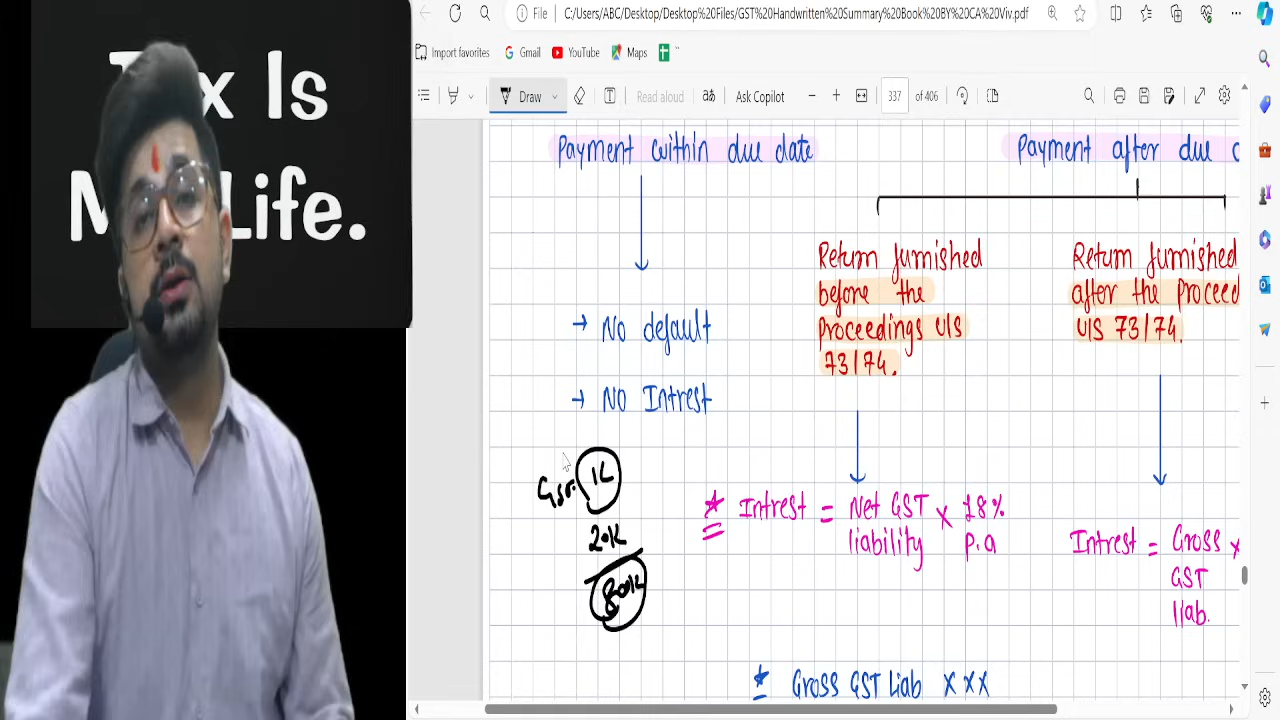 Tax Is
My Life.
File
C:/Users/ABC/Desktop/Desktop%20Files/GST%20Handwritten%20Summary%20Book%20BY%20CA%20Viv.pdf
Import favorites
Gmail
YouTube
Maps
Draw
Read aloud
Ask Copilot
337
of 406
Payment within due date
Payment after due d
→ No default
→ NO Intrest
Return furnished
before the
Proceedings U/S
73/74.
Return furnished
after the proceed
U/S 73/74.
* Intrest = Net GST liability × 18% p.a
Intrest = Gross GST liab. ×
GST
1L
20K
80K
* Gross GST Liab XXX